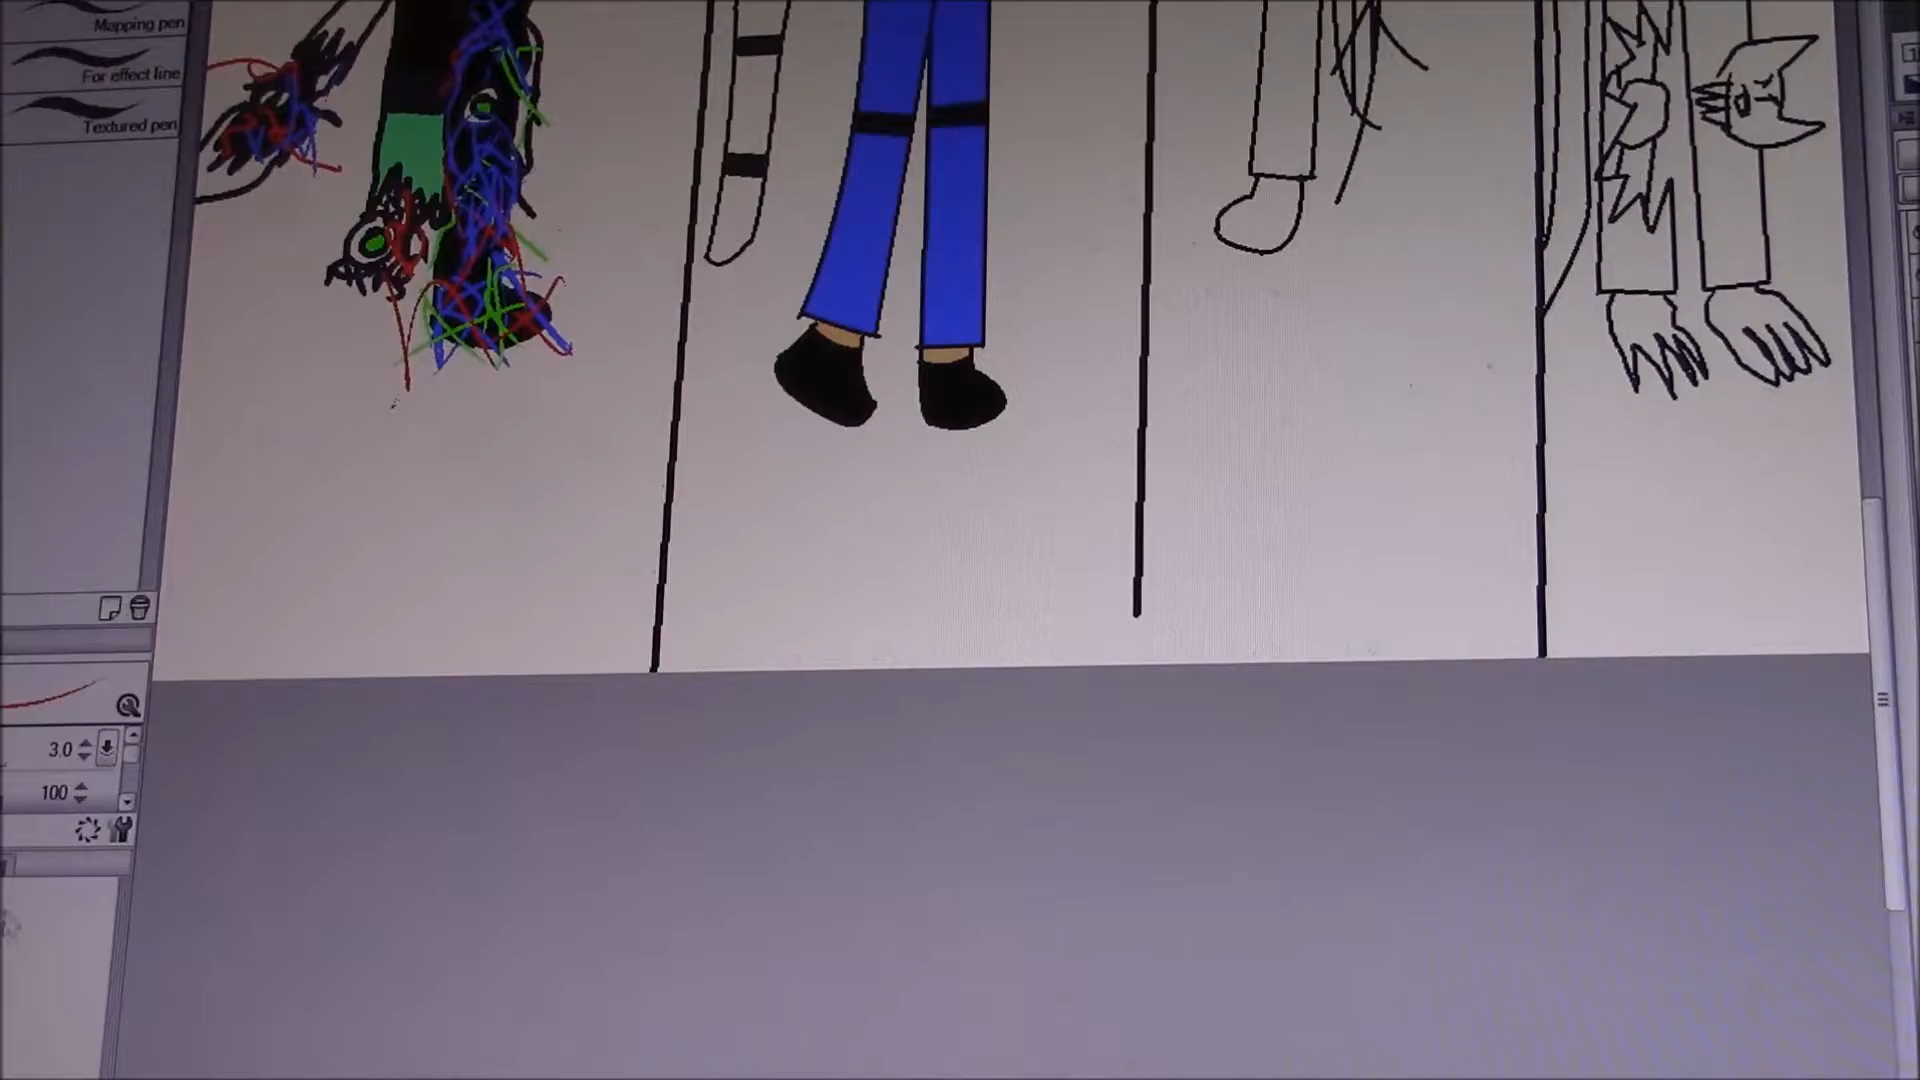 Mapping pen
For effect line
Textured pen
3.0
100